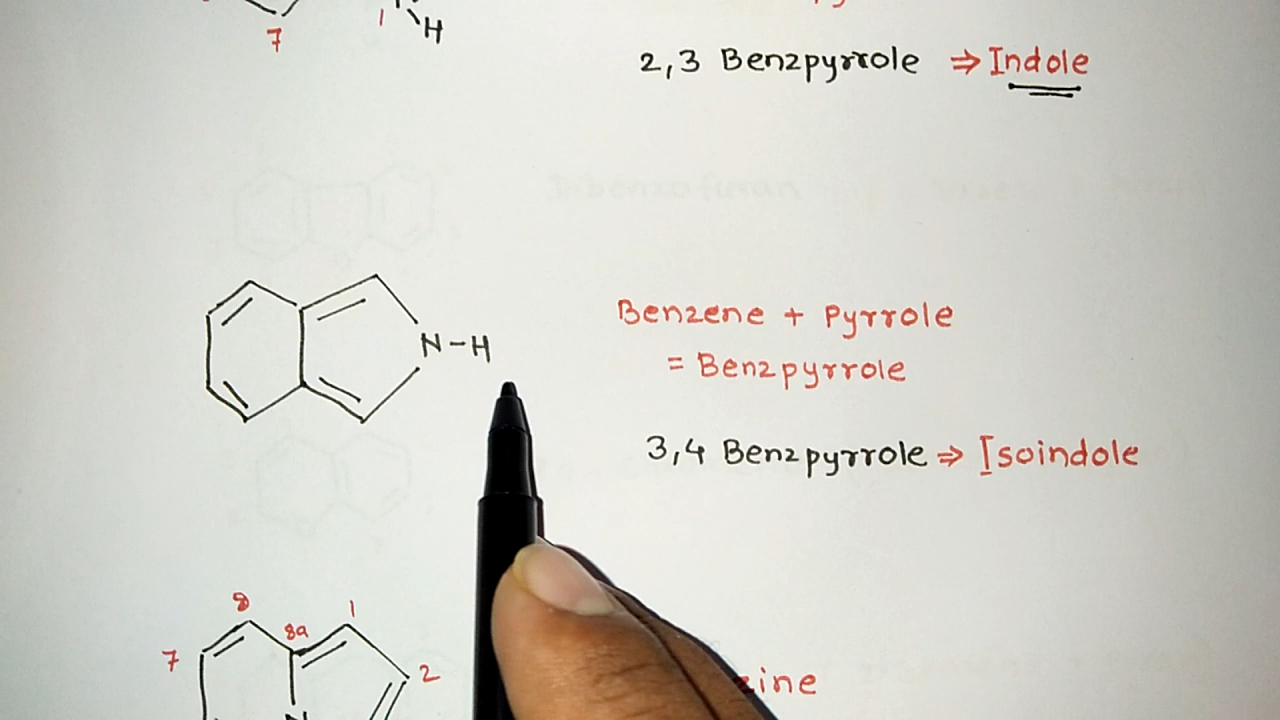 7
1
H
2,3 Benzpyrrole ⇒ Indole
Dibenzofuran
N-H
Benzene + Pyrrole
= Benzpyrrole
3,4 Benzpyrrole ⇒ Isoindole
8
8a
1
7
2
N
zine